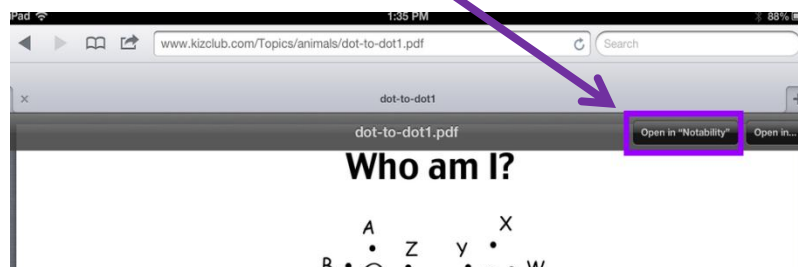 iPad 1:35 PM 88%
www.kizclub.com/Topics/animals/dot-to-dot1.pdf Search
dot-to-dot1
dot-to-dot1.pdf Open in "Notability" Open in...
Who am I?
A X
Z Y
B W